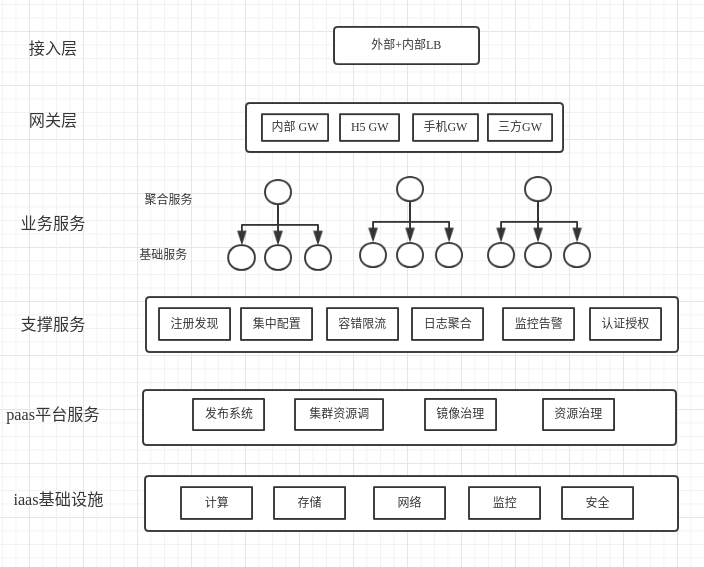 接入层
外部+内部LB
网关层
内部 GW
H5 GW
手机GW
三方GW
聚合服务
业务服务
基础服务
支撑服务
注册发现
集中配置
容错限流
日志聚合
监控告警
认证授权
paas平台服务
发布系统
集群资源调
镜像治理
资源治理
iaas基础设施
计算
存储
网络
监控
安全